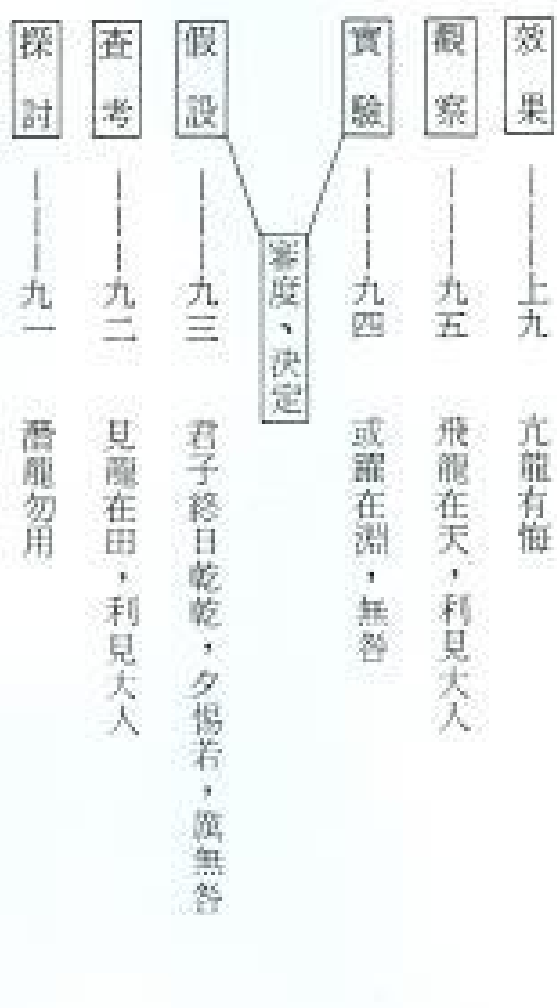 效果———上九　亢龍有悔
觀察———九五　飛龍在天，利見大人
實驗———九四　或躍在淵，無咎
審度、決定
假設———九三　君子終日乾乾，夕惕若，厲無咎
查考———九二　見龍在田，利見大人
探討———九一　潛龍勿用